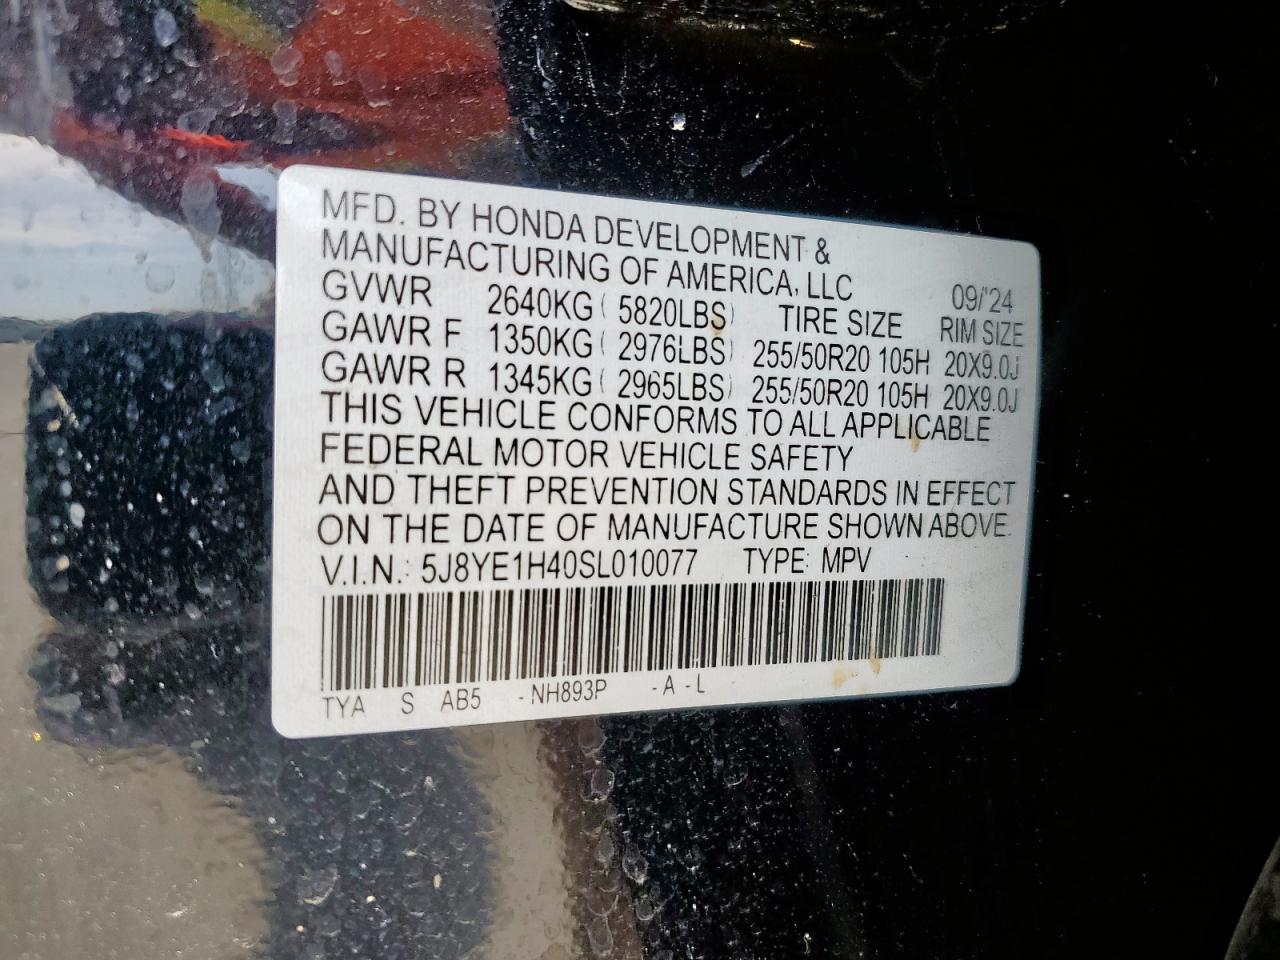 MFD. BY HONDA DEVELOPMENT &
MANUFACTURING OF AMERICA, LLC 09/'24
GVWR 2640KG ( 5820LBS) TIRE SIZE RIM SIZE
GAWR F 1350KG ( 2976LBS) 255/50R20 105H 20X9.0J
GAWR R 1345KG ( 2965LBS) 255/50R20 105H 20X9.0J
THIS VEHICLE CONFORMS TO ALL APPLICABLE
FEDERAL MOTOR VEHICLE SAFETY
AND THEFT PREVENTION STANDARDS IN EFFECT
ON THE DATE OF MANUFACTURE SHOWN ABOVE.
V.I.N.: 5J8YE1H40SL010077 TYPE: MPV
TYA S AB5 -NH893P -A -L